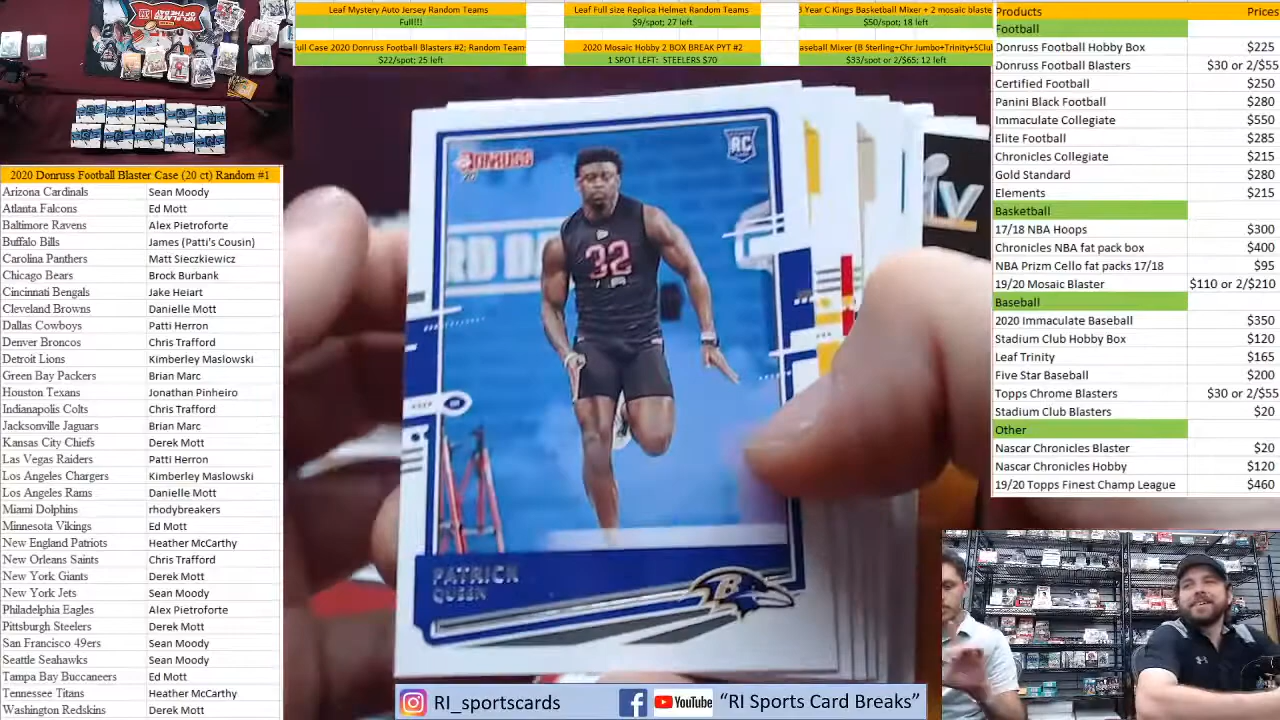 Leaf Mystery Auto Jersey Random Teams
Full!!!
Leaf Full size Replica Helmet Random Teams
$9/spot; 27 left
3 Year C Kings Basketball Mixer + 2 mosaic blaste
$50/spot; 18 left
ull Case 2020 Donruss Football Blasters #2; Random Team
$22/spot; 25 left
2020 Mosaic Hobby 2 BOX BREAK PYT #2
1 SPOT LEFT: STEELERS $70
aseball Mixer (B Sterling+Chr Jumbo+Trinity+SClub
$33/spot or 2/$65; 12 left
2020 Donruss Football Blaster Case (20 ct) Random #1
Arizona Cardinals Sean Moody
Atlanta Falcons Ed Mott
Baltimore Ravens Alex Pietroforte
Buffalo Bills James (Patti's Cousin)
Carolina Panthers Matt Sieczkiewicz
Chicago Bears Brock Burbank
Cincinnati Bengals Jake Heiart
Cleveland Browns Danielle Mott
Dallas Cowboys Patti Herron
Denver Broncos Chris Trafford
Detroit Lions Kimberley Maslowski
Green Bay Packers Brian Marc
Houston Texans Jonathan Pinheiro
Indianapolis Colts Chris Trafford
Jacksonville Jaguars Brian Marc
Kansas City Chiefs Derek Mott
Las Vegas Raiders Patti Herron
Los Angeles Chargers Kimberley Maslowski
Los Angeles Rams Danielle Mott
Miami Dolphins rhodybreakers
Minnesota Vikings Ed Mott
New England Patriots Heather McCarthy
New Orleans Saints Chris Trafford
New York Giants Derek Mott
New York Jets Sean Moody
Philadelphia Eagles Alex Pietroforte
Pittsburgh Steelers Derek Mott
San Francisco 49ers Sean Moody
Seattle Seahawks Sean Moody
Tampa Bay Buccaneers Ed Mott
Tennessee Titans Heather McCarthy
Washington Redskins Derek Mott
DONRUSS
RC
32
LIV
PATRICK
QUEEN
B
Products Prices
Football
Donruss Football Hobby Box $225
Donruss Football Blasters $30 or 2/$55
Certified Football $250
Panini Black Football $280
Immaculate Collegiate $550
Elite Football $285
Chronicles Collegiate $215
Gold Standard $280
Elements $215
Basketball
17/18 NBA Hoops $300
Chronicles NBA fat pack box $400
NBA Prizm Cello fat packs 17/18 $95
19/20 Mosaic Blaster $110 or 2/$210
Baseball
2020 Immaculate Baseball $350
Stadium Club Hobby Box $120
Leaf Trinity $165
Five Star Baseball $200
Topps Chrome Blasters $30 or 2/$55
Stadium Club Blasters $20
Other
Nascar Chronicles Blaster $20
Nascar Chronicles Hobby $120
19/20 Topps Finest Champ League $460
RI_sportscards YouTube "RI Sports Card Breaks"